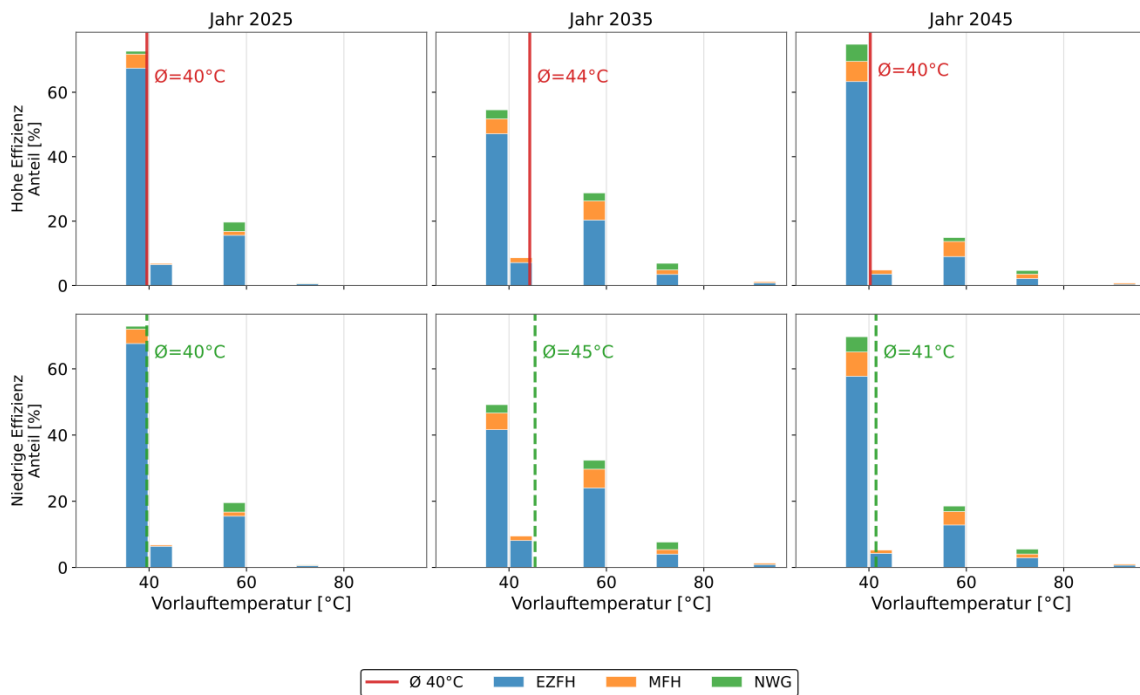 Jahr 2025
Jahr 2035
Jahr 2045
Hohe Effizienz
Anteil [%]
60
40
20
0
Ø=40°C
Ø=44°C
Ø=40°C
Niedrige Effizienz
Anteil [%]
60
40
20
0
Ø=40°C
Ø=45°C
Ø=41°C
40 60 80
40 60 80
40 60 80
Vorlauftemperatur [°C]
Vorlauftemperatur [°C]
Vorlauftemperatur [°C]
Ø 40°C EZFH MFH NWG